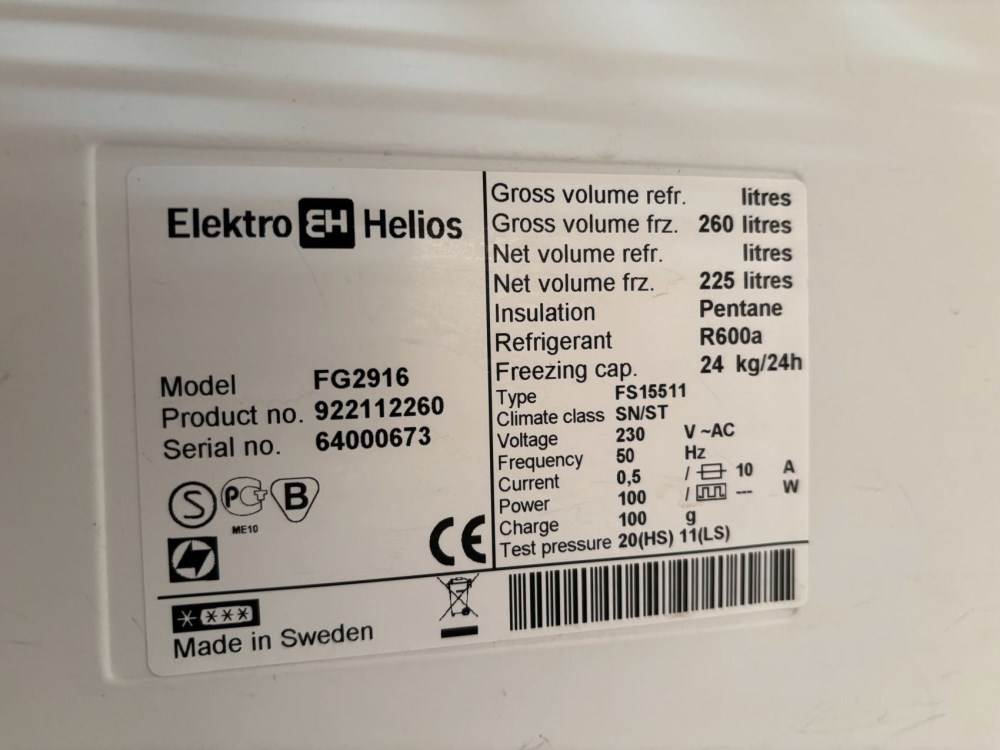 Elektro EH Helios
Model FG2916
Product no. 922112260
Serial no. 64000673
S PCT B
ME10
CE
Made in Sweden
Gross volume refr. litres
Gross volume frz. 260 litres
Net volume refr. litres
Net volume frz. 225 litres
Insulation Pentane
Refrigerant R600a
Freezing cap. 24 kg/24h
Type FS15511
Climate class SN/ST
Voltage 230 V ~AC
Frequency 50 Hz
Current 0,5 / 10 A
Power 100 / --- W
Charge 100 g
Test pressure 20(HS) 11(LS)